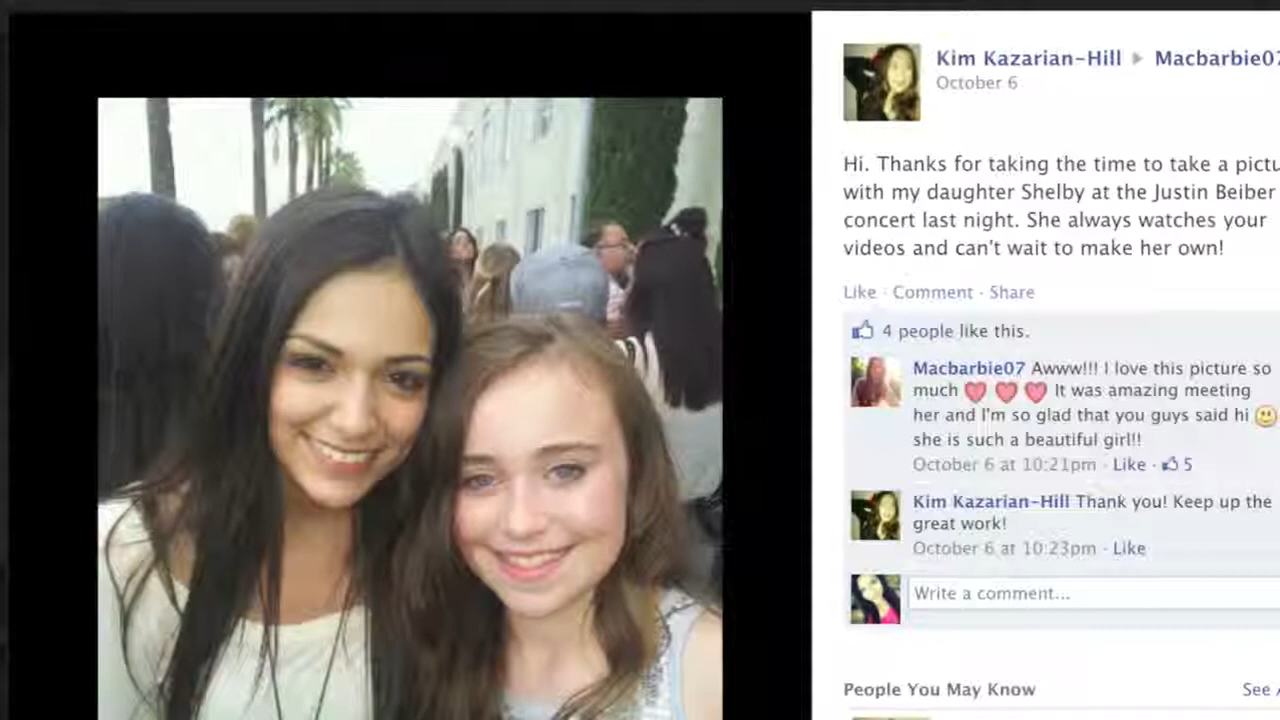 Kim Kazarian-Hill ▶ Macbarbie07
October 6
Hi. Thanks for taking the time to take a pictu
with my daughter Shelby at the Justin Beiber
concert last night. She always watches your
videos and can't wait to make her own!
Like · Comment · Share
4 people like this.
Macbarbie07 Awww!!! I love this picture so
much ❤ ❤ ❤ It was amazing meeting
her and I'm so glad that you guys said hi 🙂
she is such a beautiful girl!!
October 6 at 10:21pm · Like · 5
Kim Kazarian-Hill Thank you! Keep up the
great work!
October 6 at 10:23pm · Like
Write a comment...
People You May Know
See